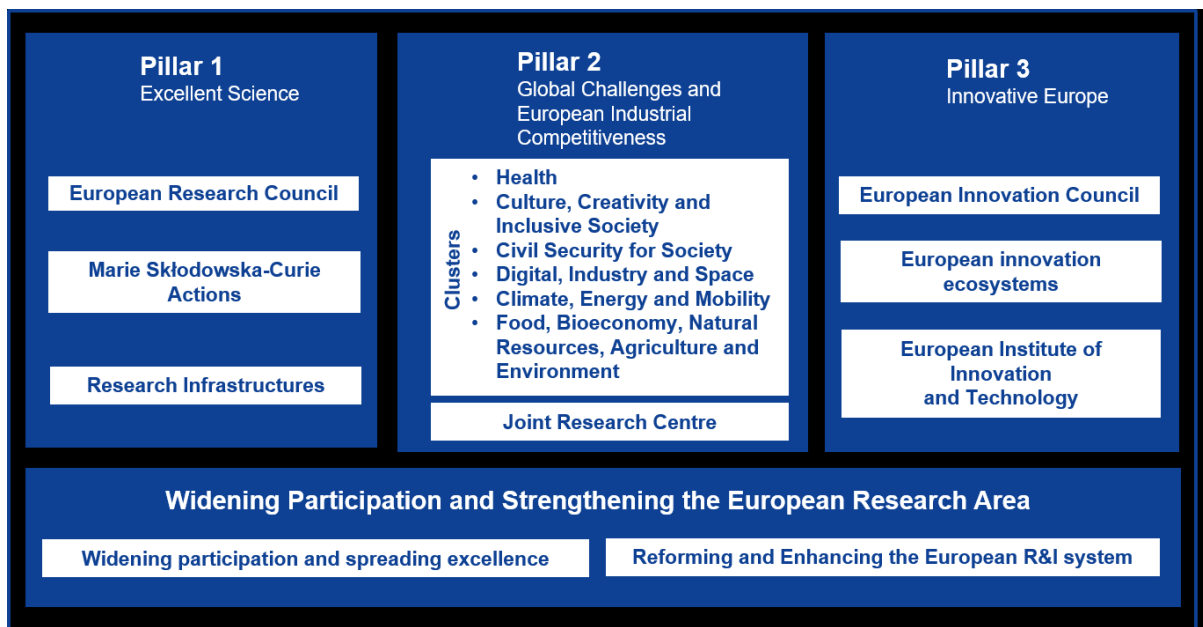 Pillar 1
Excellent Science
European Research Council
Marie Skłodowska-Curie
Actions
Research Infrastructures
Pillar 2
Global Challenges and
European Industrial
Competitiveness
Clusters
• Health
• Culture, Creativity and
Inclusive Society
• Civil Security for Society
• Digital, Industry and Space
• Climate, Energy and Mobility
• Food, Bioeconomy, Natural
Resources, Agriculture and
Environment
Joint Research Centre
Pillar 3
Innovative Europe
European Innovation Council
European innovation
ecosystems
European Institute of
Innovation
and Technology
Widening Participation and Strengthening the European Research Area
Widening participation and spreading excellence
Reforming and Enhancing the European R&I system